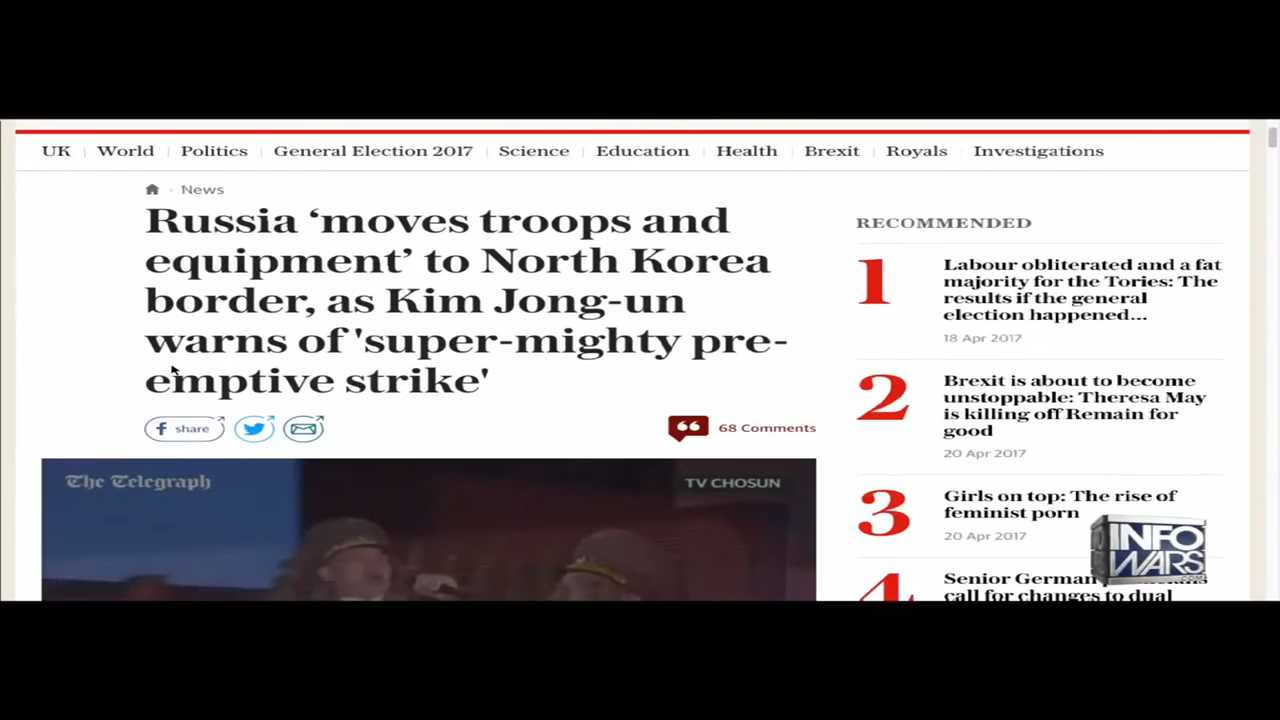 UK World Politics General Election 2017 Science Education Health Brexit Royals Investigations
News
Russia ‘moves troops and
equipment’ to North Korea
border, as Kim Jong-un
warns of 'super-mighty pre-
emptive strike'
share
68 Comments
The Telegraph
TV CHOSUN
RECOMMENDED
1
Labour obliterated and a fat
majority for the Tories: The
results if the general
election happened...
18 Apr 2017
2
Brexit is about to become
unstoppable: Theresa May
is killing off Remain for
good
20 Apr 2017
3
Girls on top: The rise of
feminist porn
20 Apr 2017
4
Senior German
call for changes to dual
INFO
WARS
.COM